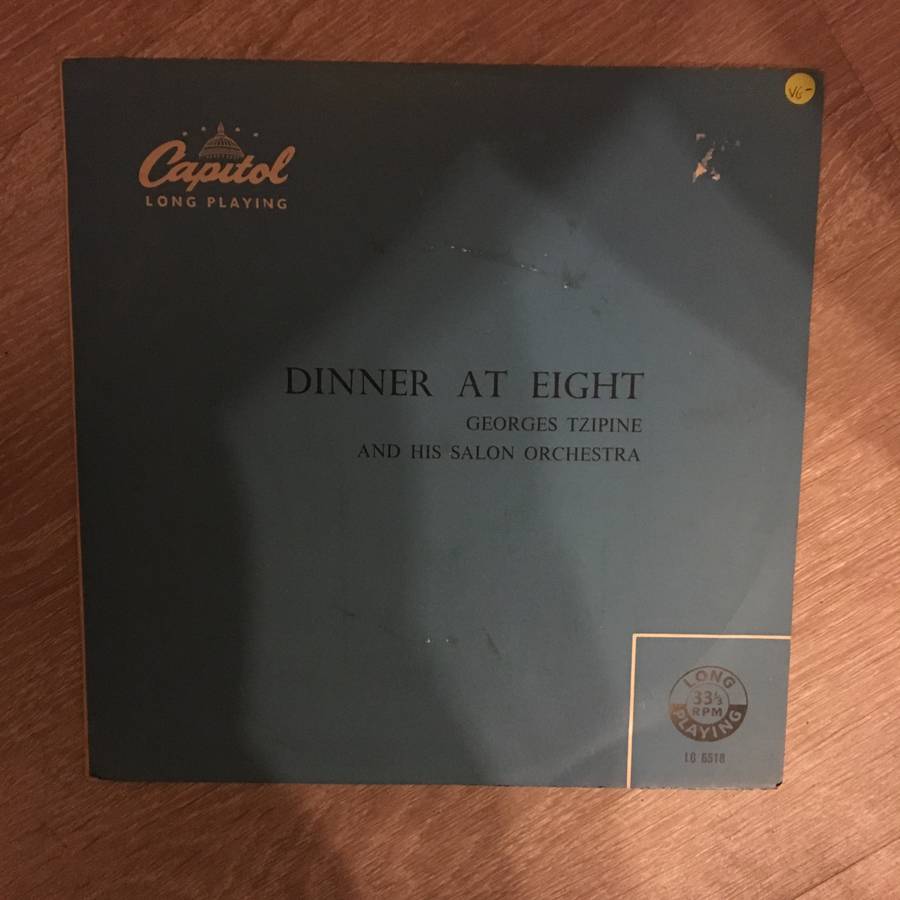 VG-
Capitol
LONG PLAYING
DINNER AT EIGHT
GEORGES TZIPINE
AND HIS SALON ORCHESTRA
LONG
33⅓
RPM
PLAYING
LC 6518